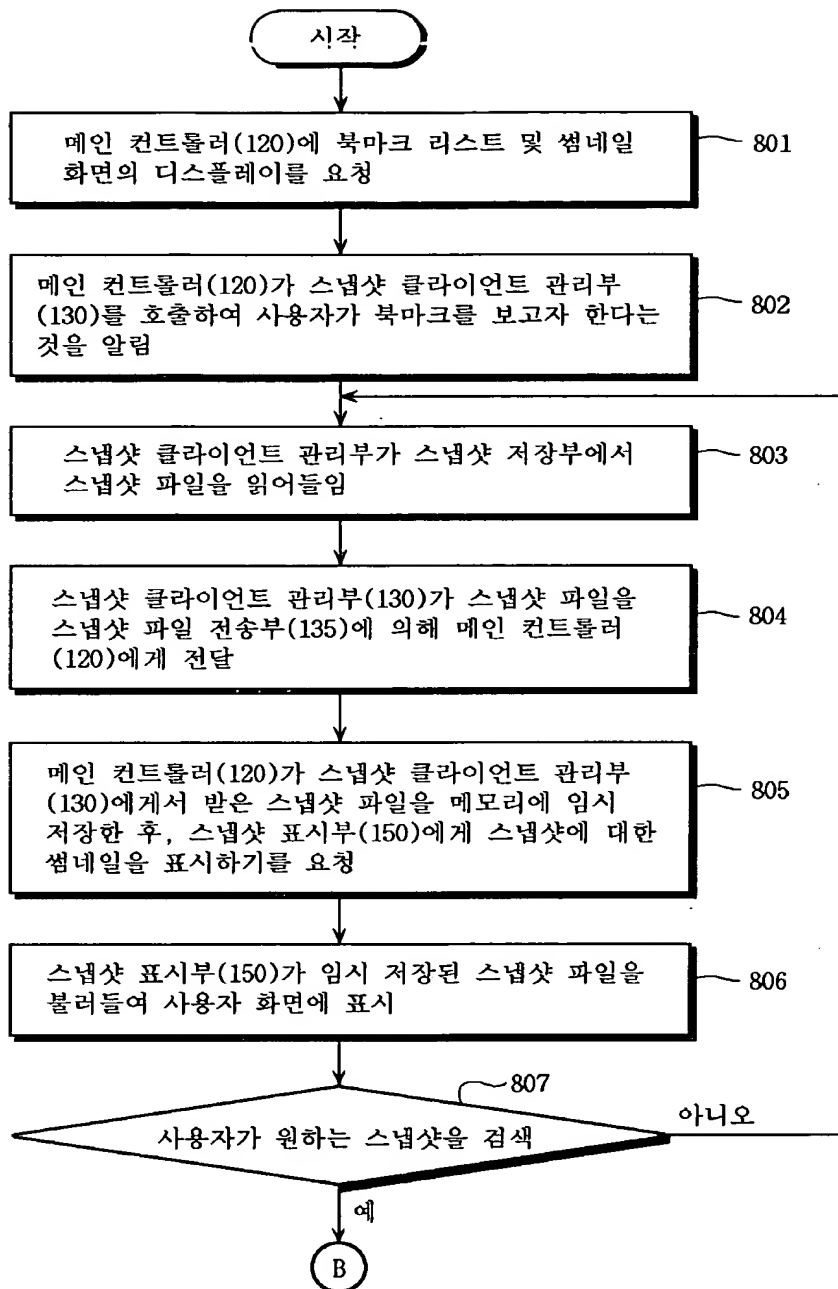 시작
메인 컨트롤러(120)에 북마크 리스트 및 썸네일
화면의 디스플레이를 요청
801
메인 컨트롤러(120)가 스냅샷 클라이언트 관리부
(130)를 호출하여 사용자가 북마크를 보고자 한다는
것을 알림
802
스냅샷 클라이언트 관리부가 스냅샷 저장부에서
스냅샷 파일을 읽어들임
803
스냅샷 클라이언트 관리부(130)가 스냅샷 파일을
스냅샷 파일 전송부(135)에 의해 메인 컨트롤러
(120)에게 전달
804
메인 컨트롤러(120)가 스냅샷 클라이언트 관리부
(130)에게서 받은 스냅샷 파일을 메모리에 임시
저장한 후, 스냅샷 표시부(150)에게 스냅샷에 대한
썸네일을 표시하기를 요청
805
스냅샷 표시부(150)가 임시 저장된 스냅샷 파일을
불러들여 사용자 화면에 표시
806
807
사용자가 원하는 스냅샷을 검색
아니오
예
B